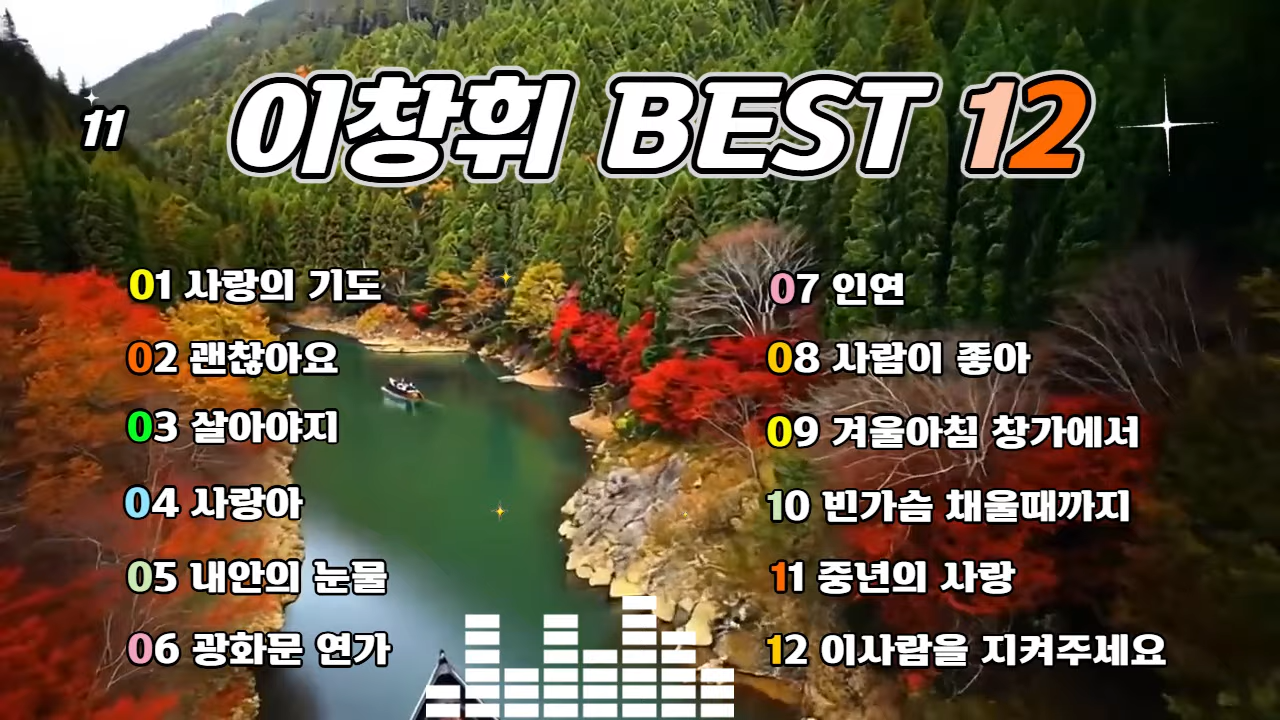 11
이창휘 BEST 12
01 사랑의 기도
02 괜찮아요
03 살아야지
04 사랑아
05 내안의 눈물
06 광화문 연가
07 인연
08 사람이 좋아
09 겨울아침 창가에서
10 빈가슴 채울때까지
11 중년의 사랑
12 이사람을 지켜주세요